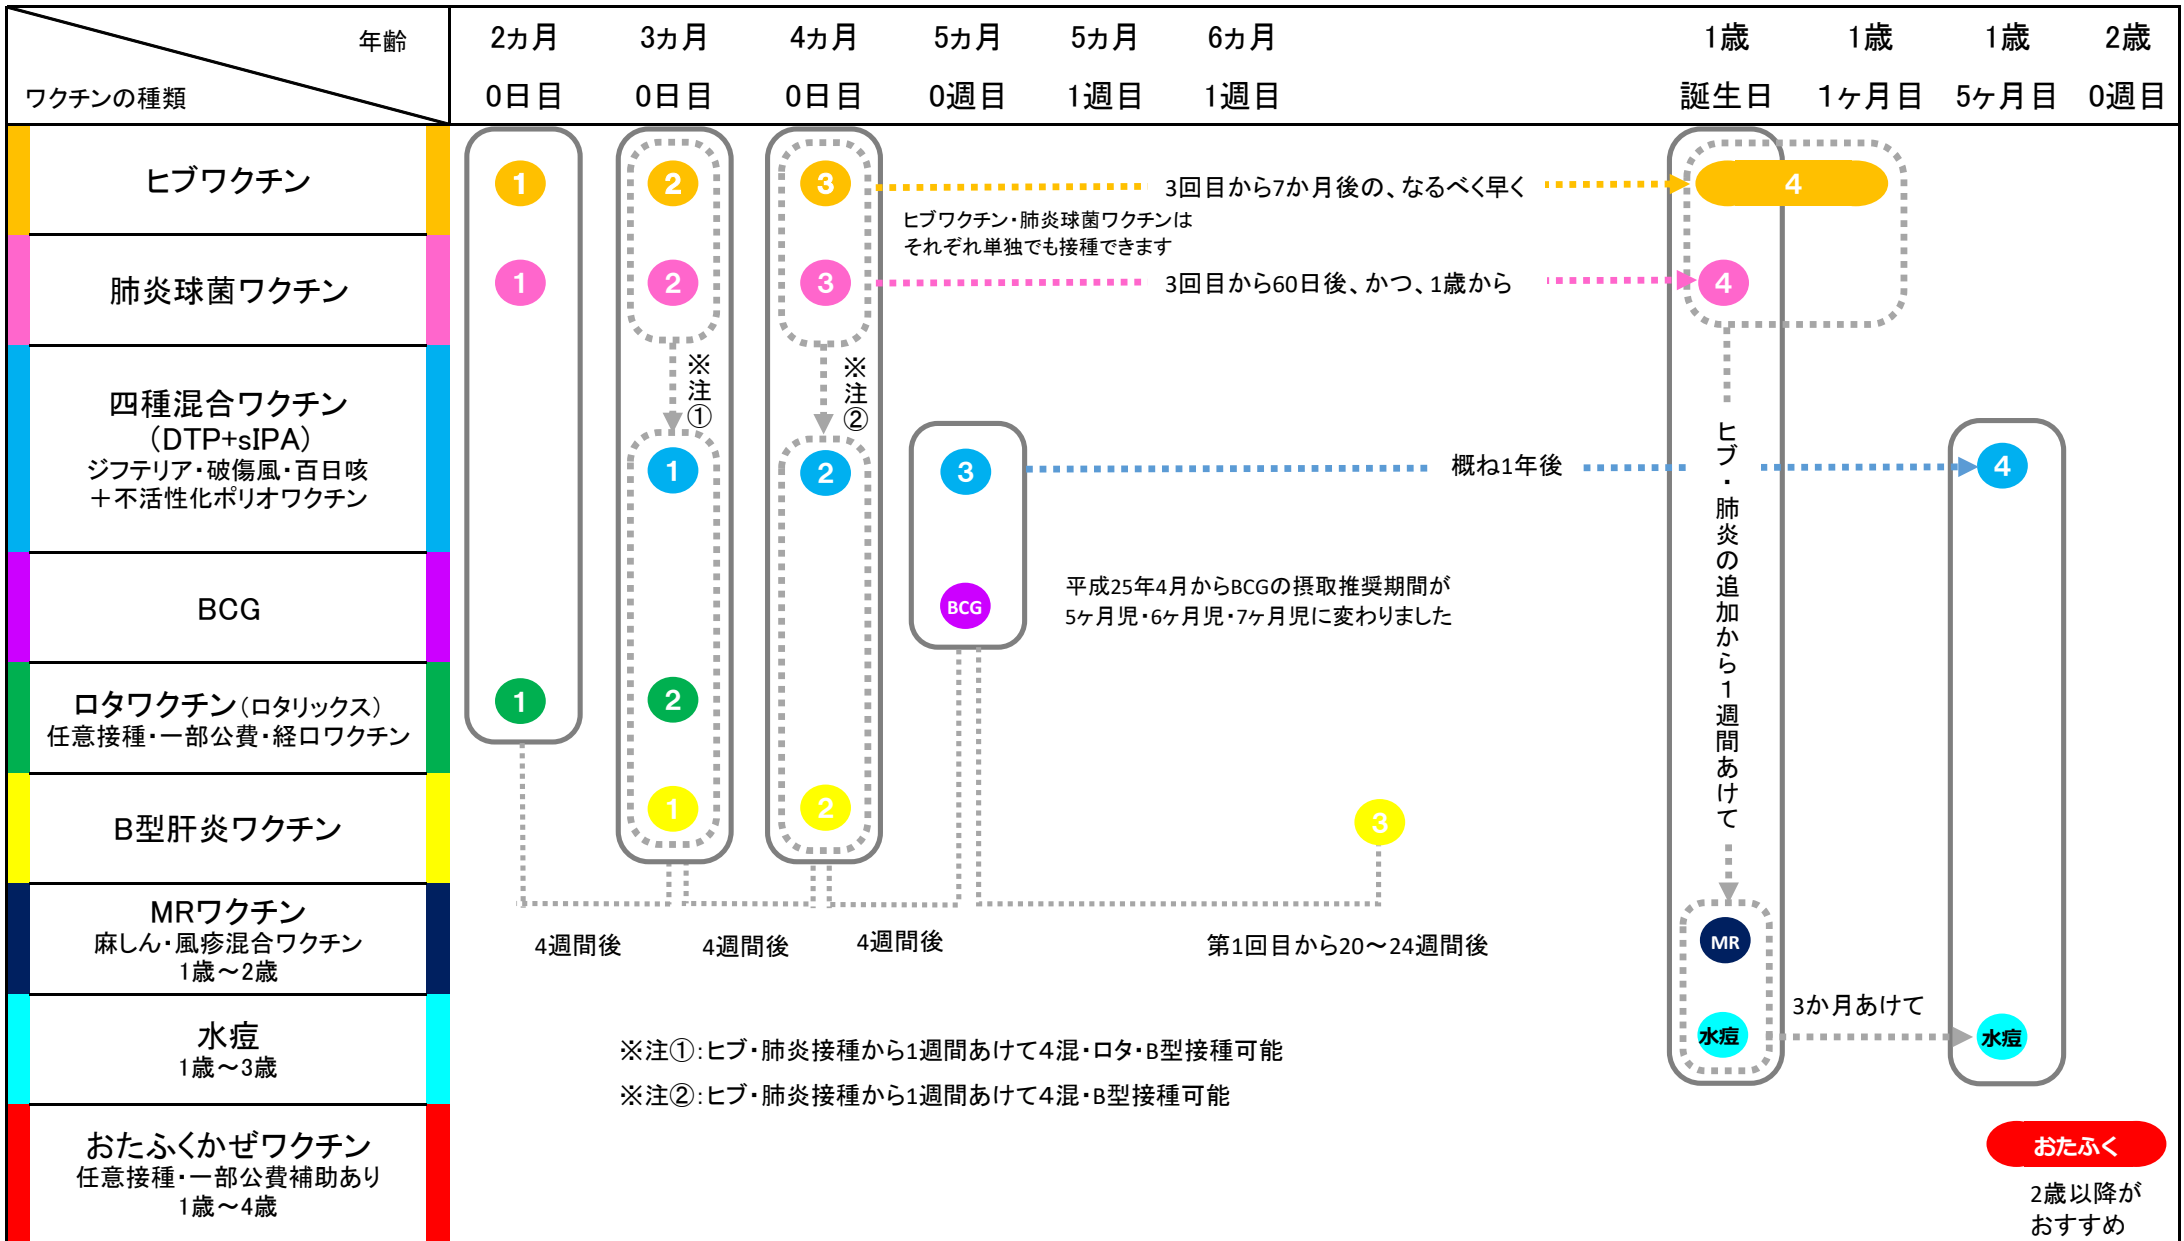 年齢
ワクチンの種類
2カ月 3カ月 4カ月 5カ月 5カ月 6カ月 1歳 1歳 1歳 2歳
0日目 0日目 0日目 0週目 1週目 1週目 誕生日 1ヶ月目 5ヶ月目 0週目
ヒブワクチン
1 2 3 3回目から7か月後の、なるべく早く 4
ヒブワクチン・肺炎球菌ワクチンは
それぞれ単独でも接種できます
肺炎球菌ワクチン
1 2 3 3回目から60日後、かつ、1歳から 4
※注① ※注②
四種混合ワクチン
（DTP+sIPA）
ジフテリア・破傷風・百日咳
＋不活性化ポリオワクチン
1 2 3 概ね1年後 4
ヒブ・肺炎の追加から1週間あけて
BCG
BCG
平成25年4月からBCGの摂取推奨期間が
5ヶ月児・6ヶ月児・7ヶ月児に変わりました
ロタワクチン（ロタリックス）
任意接種・一部公費・経口ワクチン
1 2
B型肝炎ワクチン
1 2 3
MRワクチン
麻しん・風疹混合ワクチン
1歳～2歳
MR
4週間後 4週間後 4週間後 第1回目から20～24週間後
水痘
1歳～3歳
水痘 3か月あけて 水痘
※注①：ヒブ・肺炎接種から1週間あけて４混・ロタ・B型接種可能
※注②：ヒブ・肺炎接種から1週間あけて４混・B型接種可能
おたふくかぜワクチン
任意接種・一部公費補助あり
1歳～4歳
おたふく
2歳以降が
おすすめ